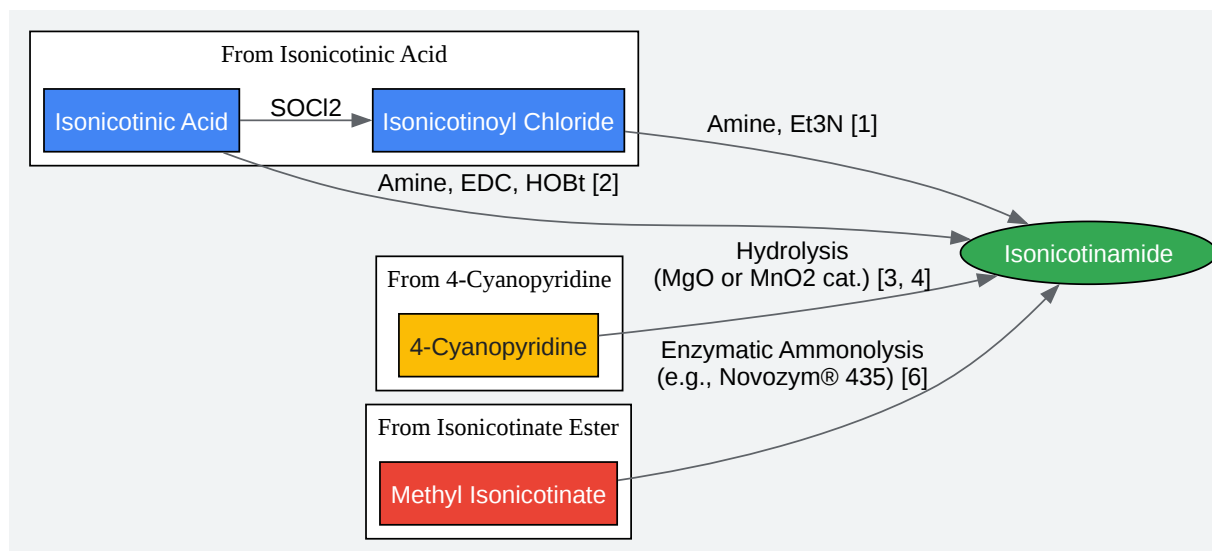 From Isonicotinic Acid
Isonicotinic Acid
SOCl2
Isonicotinoyl Chloride
Amine, Et3N [1]
Amine, EDC, HOBt [2]
Isonicotinamide
Hydrolysis
(MgO or MnO2 cat.) [3, 4]
From 4-Cyanopyridine
4-Cyanopyridine
Enzymatic Ammonolysis
(e.g., Novozym® 435) [6]
From Isonicotinate Ester
Methyl Isonicotinate